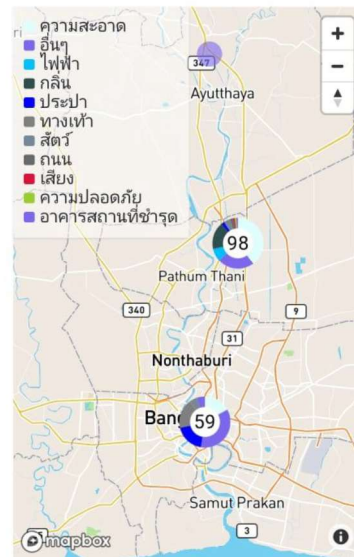 ความสะอาด
อื่นๆ
ไฟฟ้า
กลิ่น
ประปา
ทางเท้า
สัตว์
ถนน
เสียง
ความปลอดภัย
อาคารสถานที่ชำรุด
347
Ayutthaya
98
Pathum Thani
9
340
31
Nonthaburi
Bang
59
Samut Prakan
3
mapbox